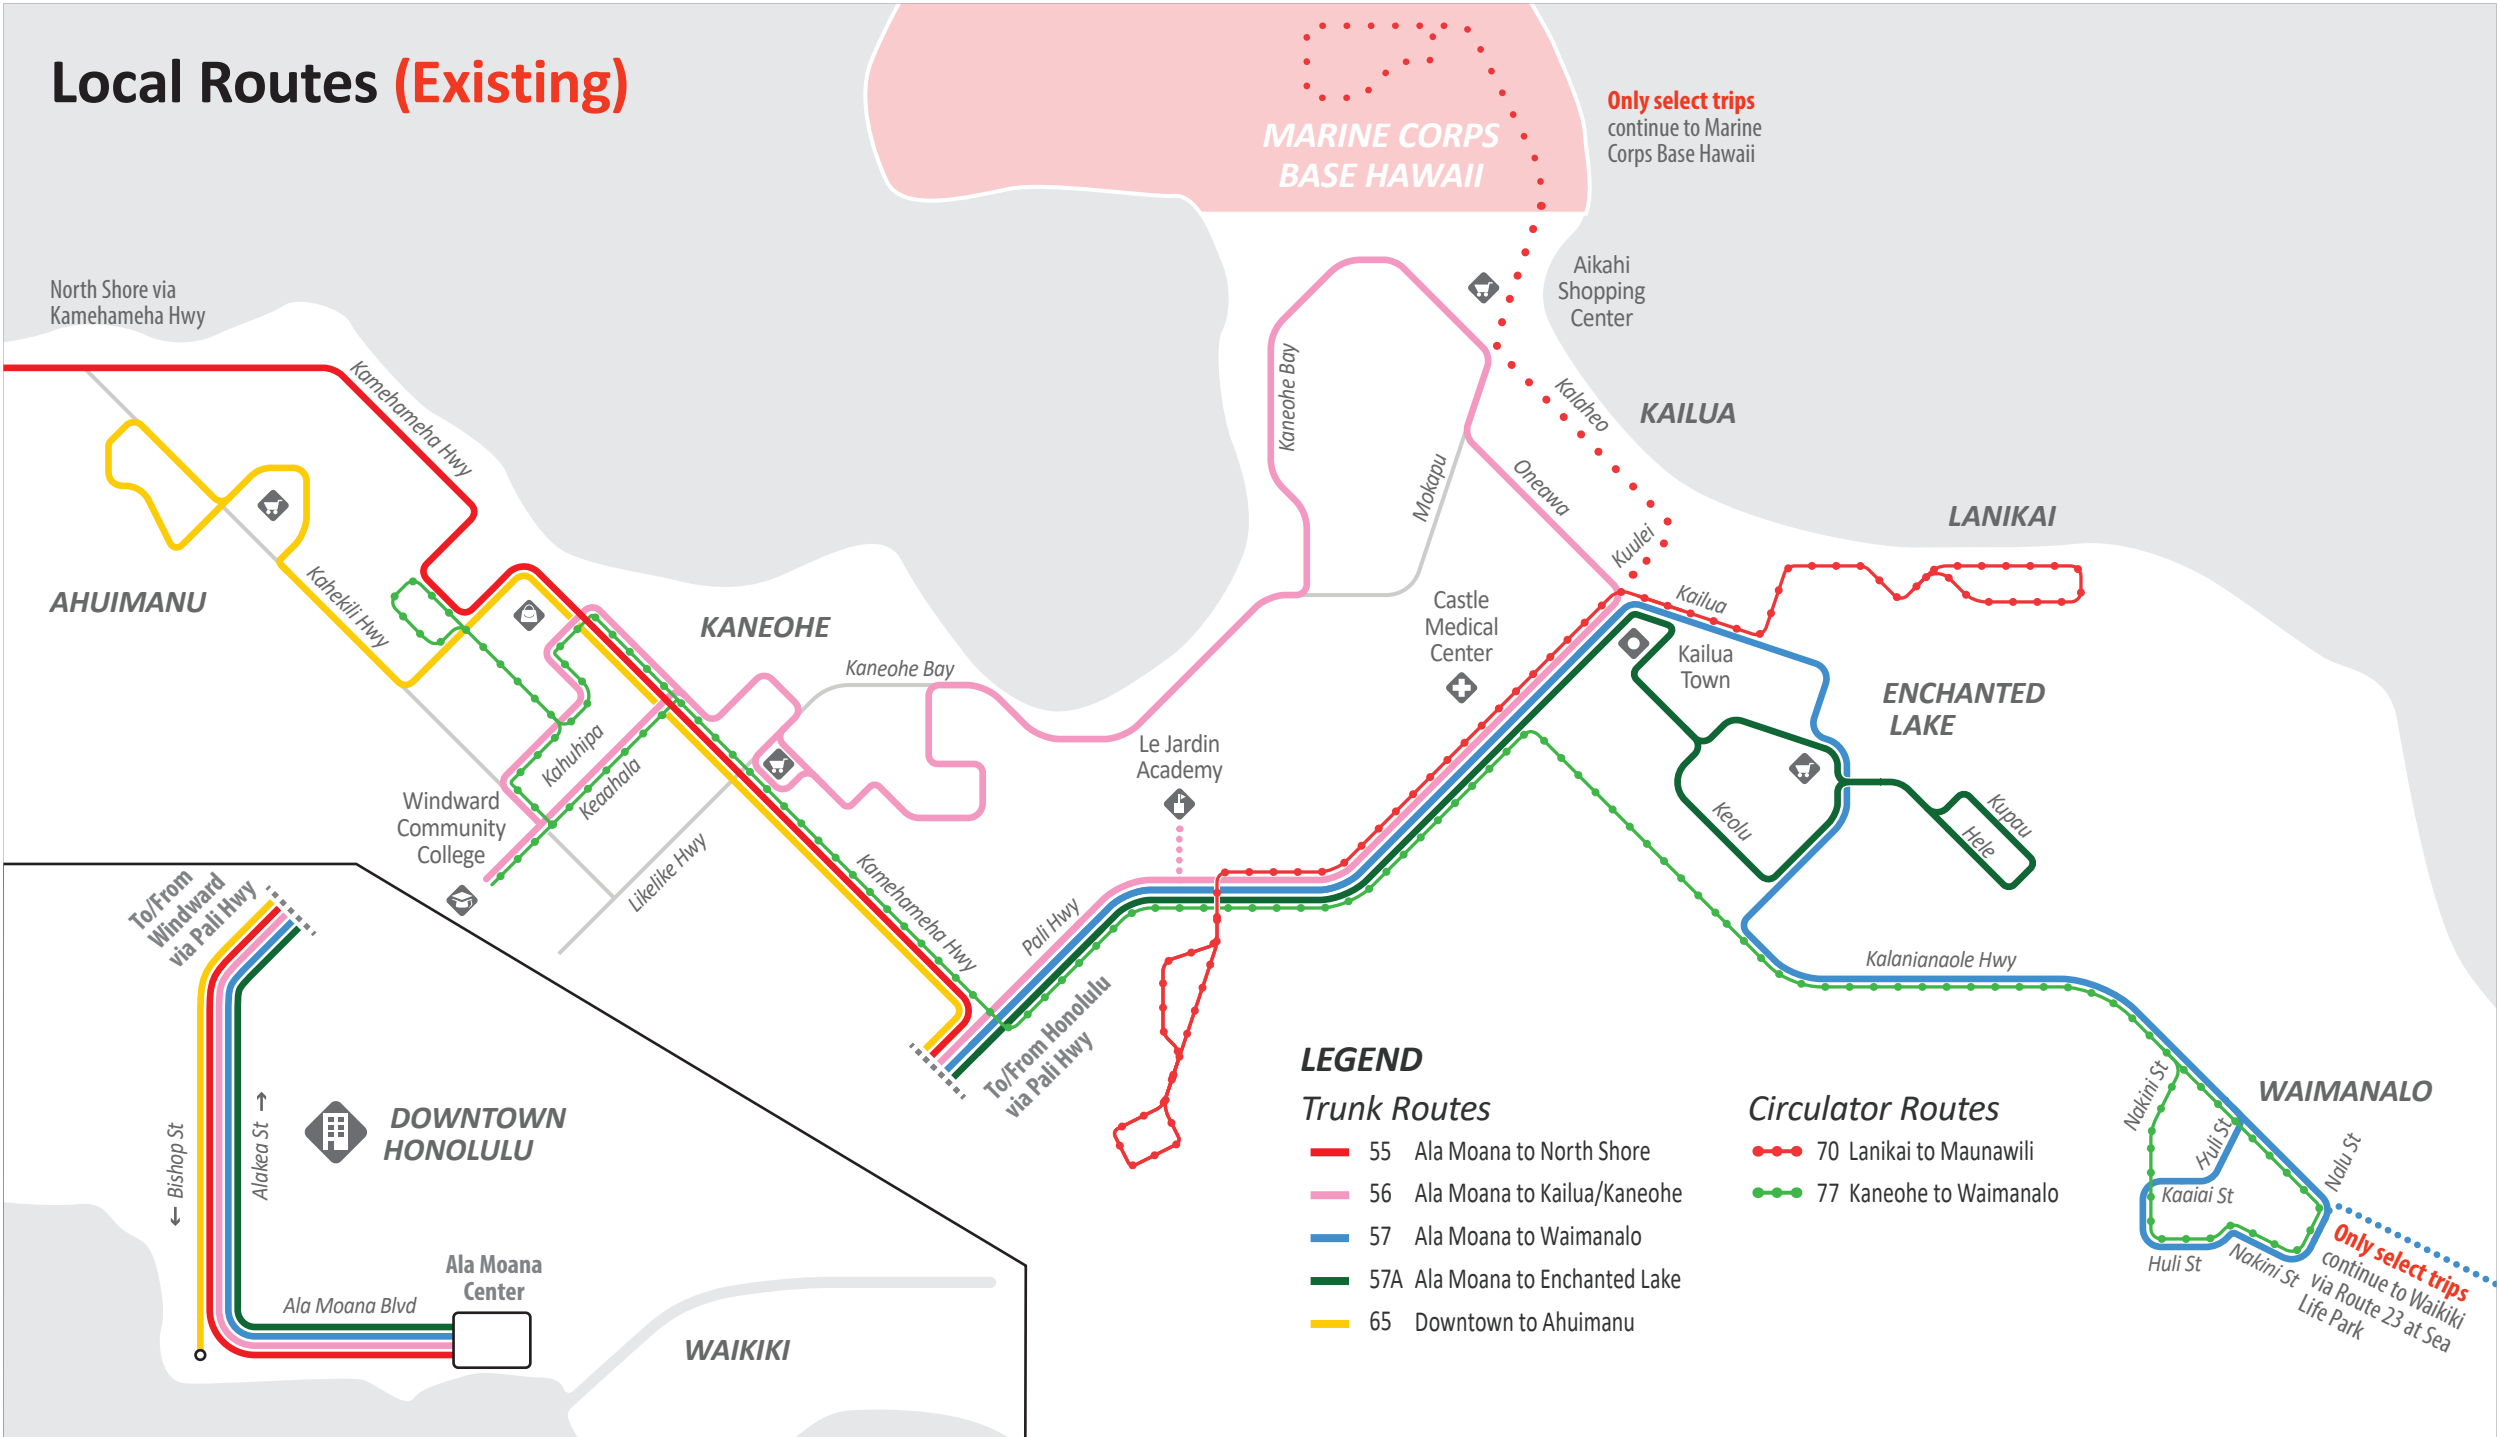 Local Routes (Existing)
MARINE CORPS
BASE HAWAII
Only select trips
continue to Marine
Corps Base Hawaii
North Shore via
Kamehameha Hwy
Aikahi
Shopping
Center
Kamehameha Hwy
Kaneohe Bay
Kalaheo
KAILUA
Mokapu
Oneawa
Kuulei
LANIKAI
AHUIMANU
Kahekili Hwy
KANEOHE
Kaneohe Bay
Castle
Medical
Center
Kailua
Kailua
Town
ENCHANTED
LAKE
Le Jardin
Academy
Kahuhipa
Keaahala
Windward
Community
College
Likelike Hwy
Keolu
Kupau
Hele
Kamehameha Hwy
Pali Hwy
Kalanianaole Hwy
To/From
Windward
via Pali Hwy
To/From Honolulu
via Pali Hwy
DOWNTOWN
HONOLULU
← Bishop St
Alakea St →
Ala Moana
Center
Ala Moana Blvd
WAIKIKI
LEGEND
Trunk Routes
55 Ala Moana to North Shore
56 Ala Moana to Kailua/Kaneohe
57 Ala Moana to Waimanalo
57A Ala Moana to Enchanted Lake
65 Downtown to Ahuimanu
Circulator Routes
70 Lanikai to Maunawili
77 Kaneohe to Waimanalo
WAIMANALO
Nakini St
Huli St
Kaaiai St
Nalu St
Huli St
Nakini St
Only select trips
continue to Waikiki
via Route 23 at Sea
Life Park